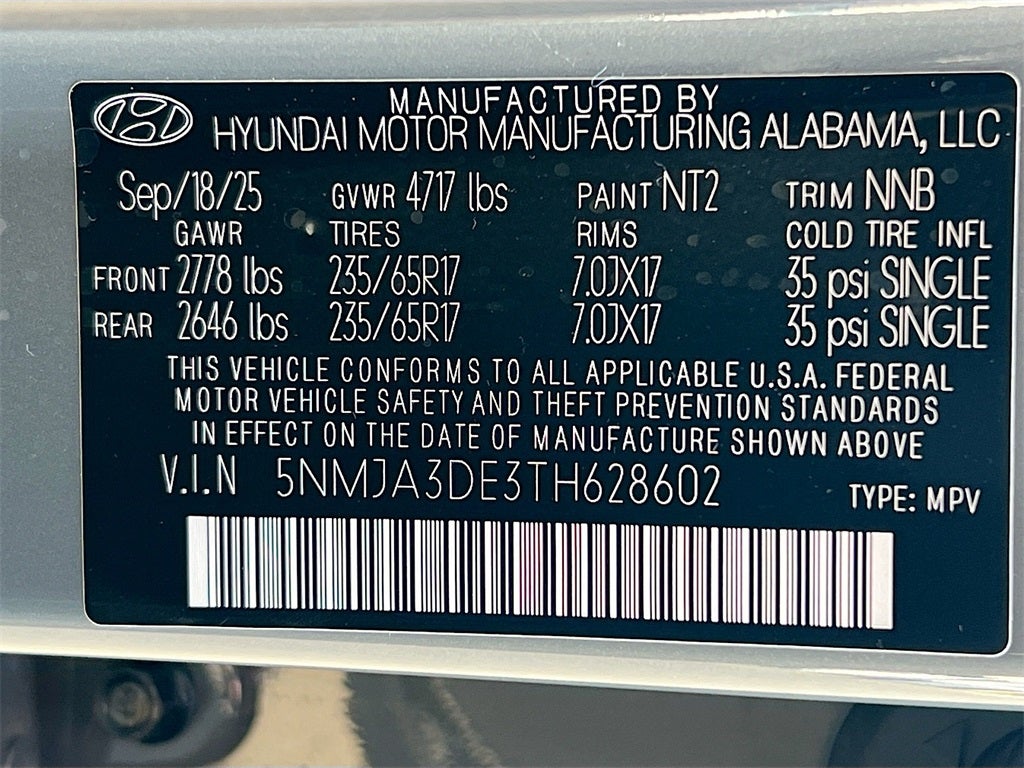 MANUFACTURED BY
HYUNDAI MOTOR MANUFACTURING ALABAMA, LLC
Sep/18/25 GVWR 4717 lbs PAINT NT2 TRIM NNB
GAWR TIRES RIMS COLD TIRE INFL
FRONT 2778 lbs 235/65R17 7.0JX17 35 psi SINGLE
REAR 2646 lbs 235/65R17 7.0JX17 35 psi SINGLE
THIS VEHICLE CONFORMS TO ALL APPLICABLE U.S.A. FEDERAL
MOTOR VEHICLE SAFETY AND THEFT PREVENTION STANDARDS
IN EFFECT ON THE DATE OF MANUFACTURE SHOWN ABOVE
V.I.N 5NMJA3DE3TH628602 TYPE: MPV